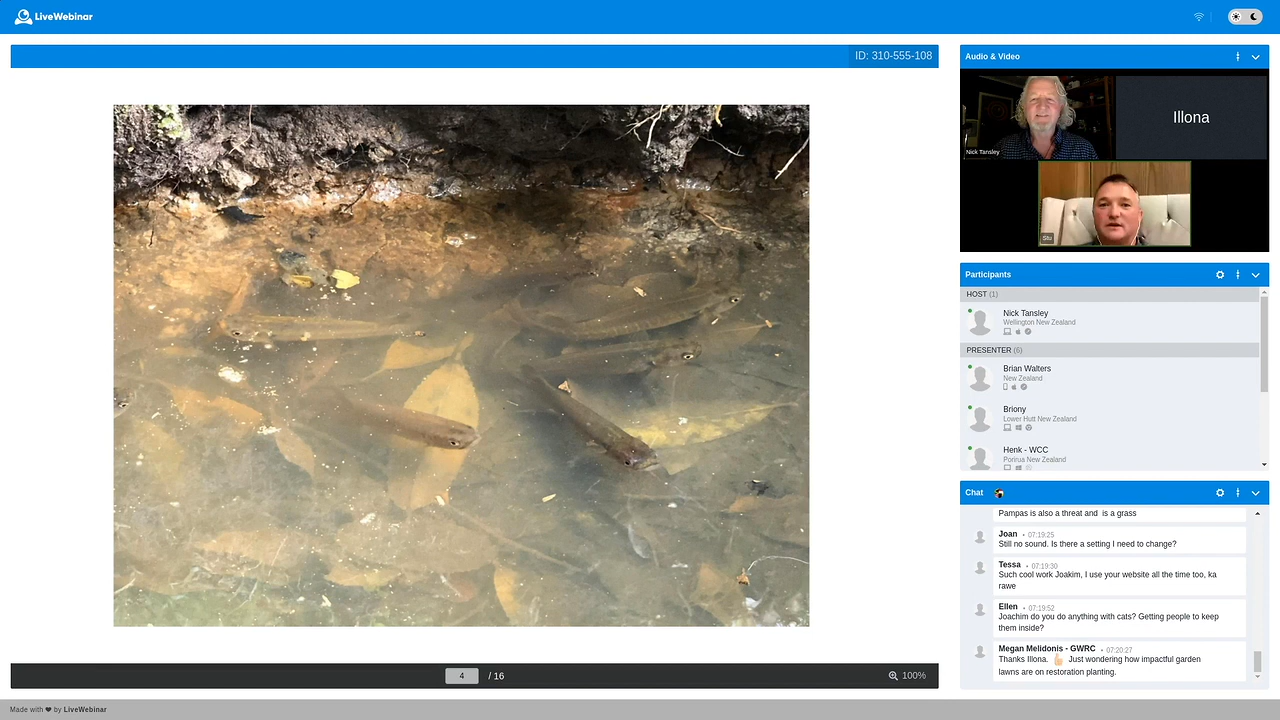 LiveWebinar
ID: 310-555-108
4 / 16
100%
Audio & Video
Nick Tansley
Illona
Stu
Participants
HOST (1)
Nick Tansley
Wellington New Zealand
PRESENTER (6)
Brian Walters
New Zealand
Briony
Lower Hutt New Zealand
Henk - WCC
Porirua New Zealand
Chat
Pampas is also a threat and is a grass
Joan • 07:19:25
Still no sound. Is there a setting I need to change?
Tessa • 07:19:30
Such cool work Joakim, I use your website all the time too, ka
rawe
Ellen • 07:19:52
Joachim do you do anything with cats? Getting people to keep
them inside?
Megan Melidonis - GWRC • 07:20:27
Thanks Illona. 👍 Just wondering how impactful garden
lawns are on restoration planting.
Made with ❤ by LiveWebinar